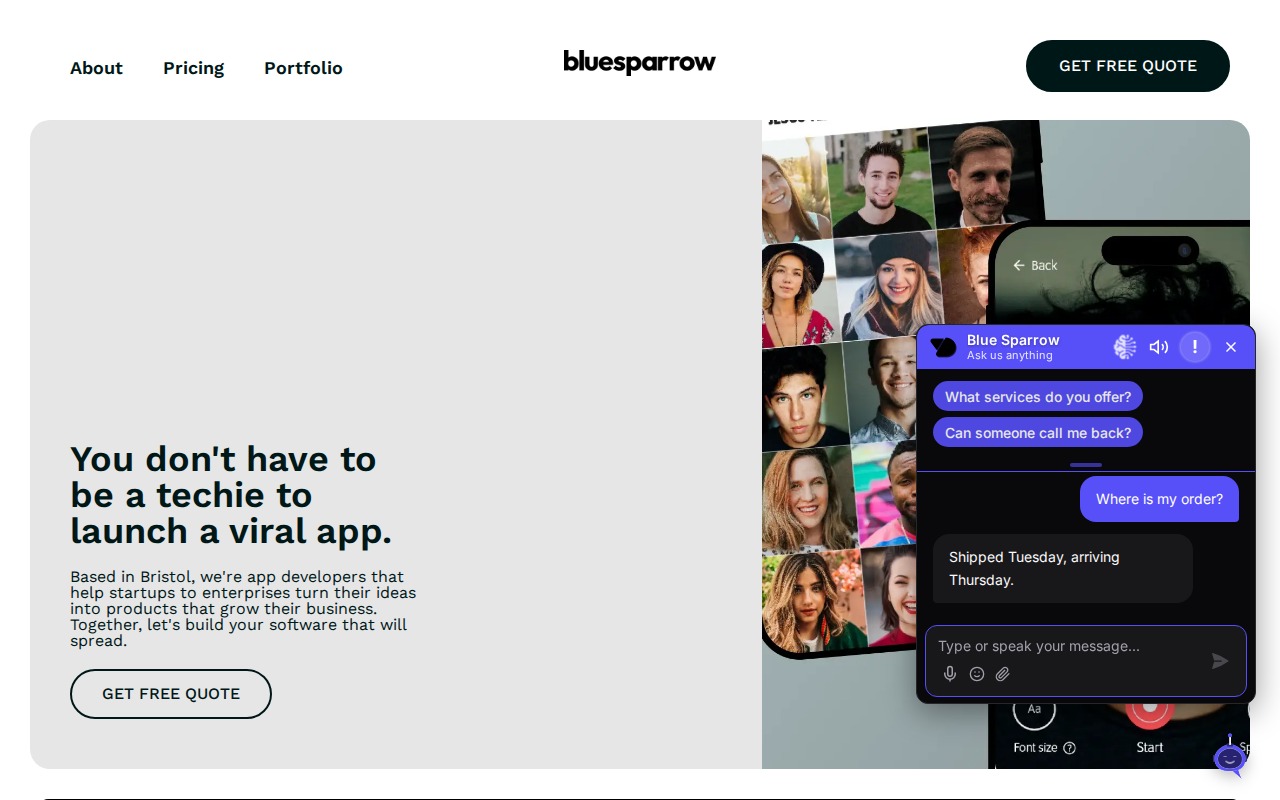 About
Pricing
Portfolio
bluesparrow
GET FREE QUOTE
Back
Blue Sparrow
Ask us anything
What services do you offer?
Can someone call me back?
Where is my order?
Shipped Tuesday, arriving
Thursday.
Type or speak your message...
You don't have to
be a techie to
launch a viral app.
Based in Bristol, we're app developers that
help startups to enterprises turn their ideas
into products that grow their business.
Together, let's build your software that will
spread.
GET FREE QUOTE
Aa
Font size
Start